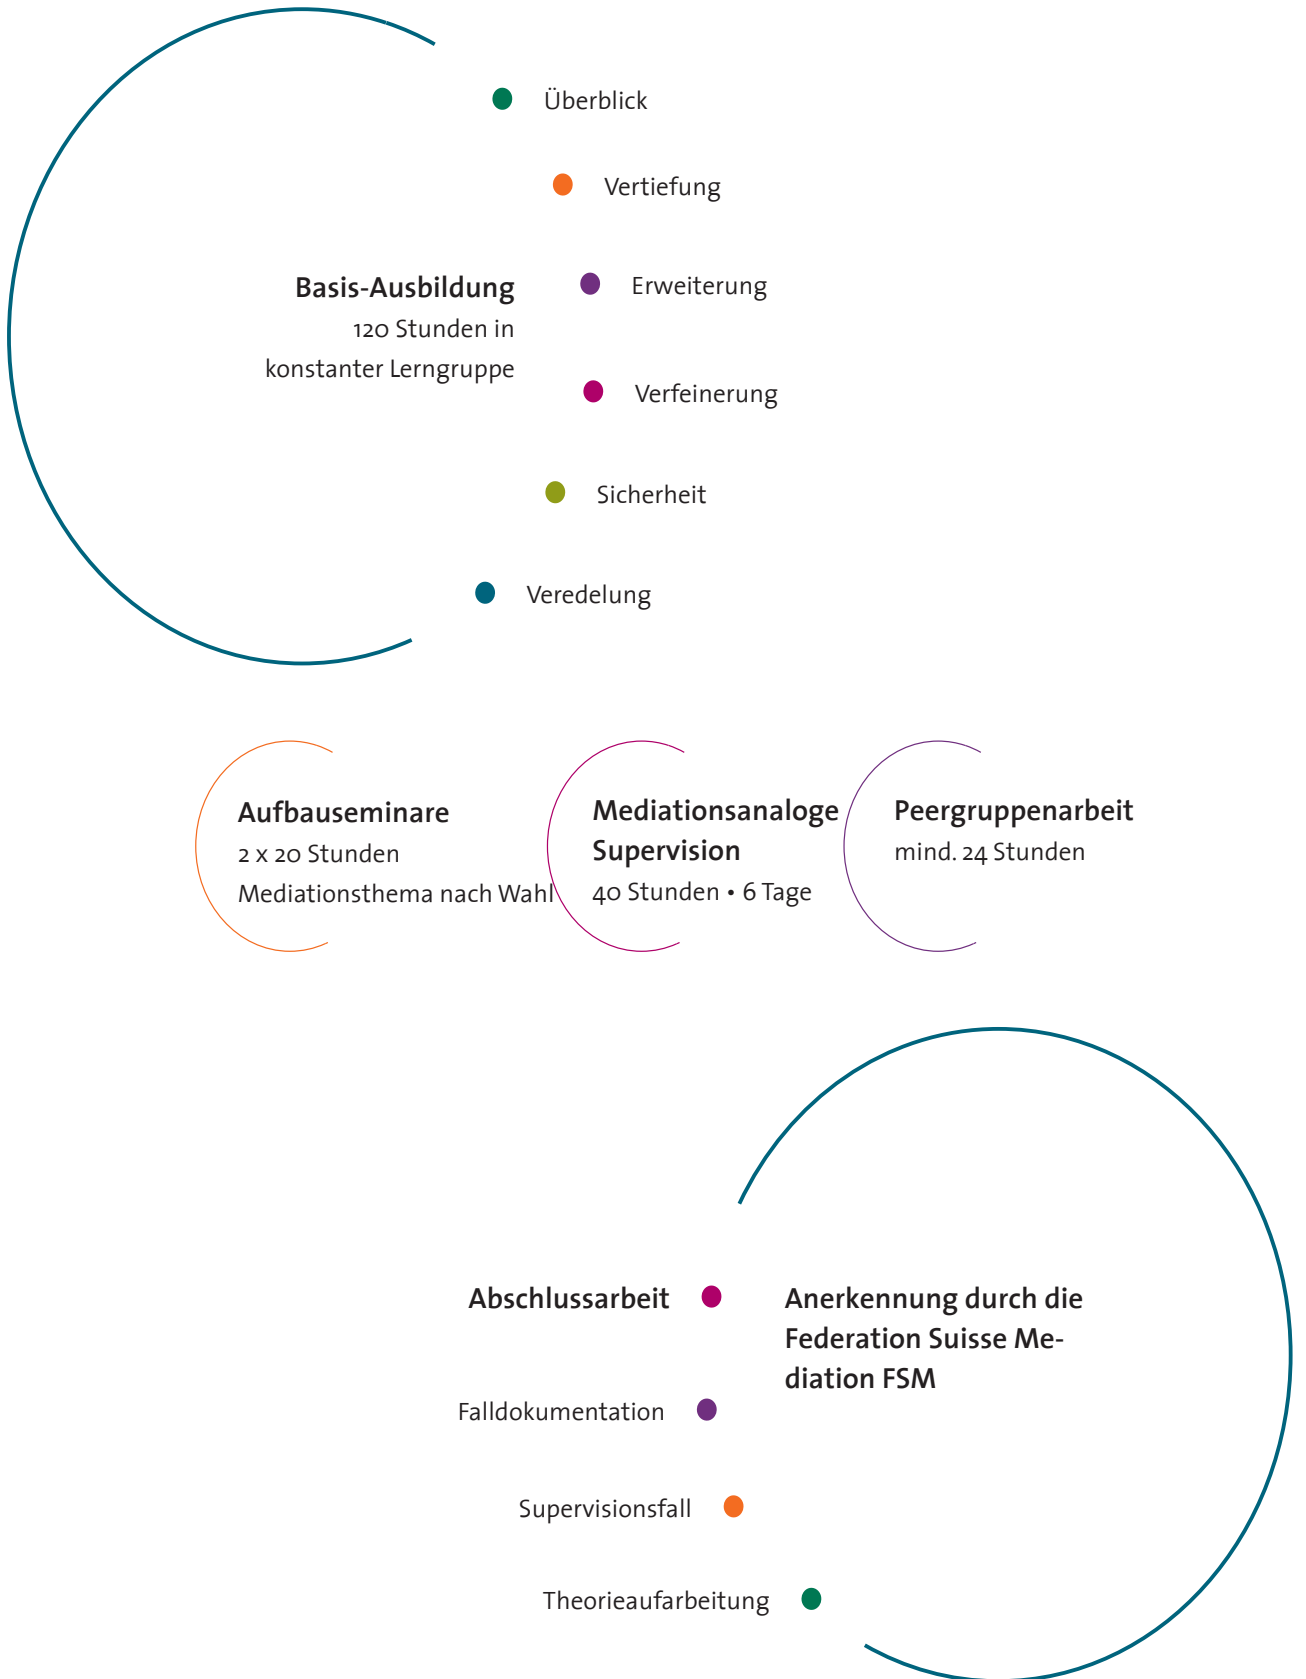 Überblick
Vertiefung
Erweiterung
Verfeinerung
Sicherheit
Veredelung
Basis-Ausbildung
120 Stunden in
konstanter Lerngruppe
Aufbauseminare
2 x 20 Stunden
Mediationsthema nach Wahl
Mediationsanaloge
Supervision
40 Stunden • 6 Tage
Peergruppenarbeit
mind. 24 Stunden
Abschlussarbeit
Falldokumentation
Supervisionsfall
Theorieaufarbeitung
Anerkennung durch die
Federation Suisse Me-
diation FSM